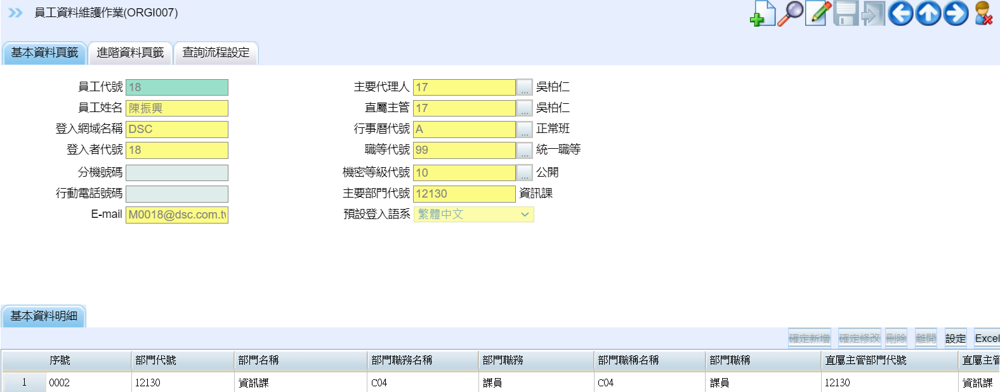 員工資料維護作業(ORGI007)
基本資料頁籤 進階資料頁籤 查詢流程設定
員工代號 18 主要代理人 17 ... 吳柏仁
員工姓名 陳振興 直屬主管 17 ... 吳柏仁
登入網域名稱 DSC 行事曆代號 A ... 正常班
登入者代號 18 職等代號 99 ... 統一職等
分機號碼 機密等級代號 10 ... 公開
行動電話號碼 主要部門代號 12130 資訊課
E-mail M0018@dsc.com.tv 預設登入語系 繁體中文
基本資料明細
確定新增 確定修改 刪除 離開 設定 Excel
序號 部門代號 部門名稱 部門職務名稱 部門職務 部門職稱名稱 部門職稱 直屬主管部門代號 直屬主管
1 0002 12130 資訊課 C04 課員 C04 課員 12130 資訊課